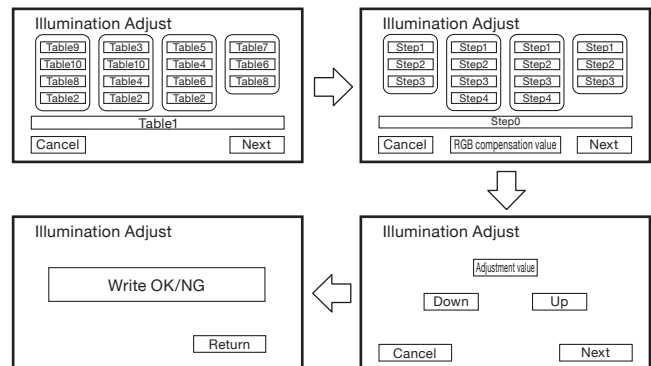 Illumination Adjust
Table9 Table3 Table5 Table7
Table10 Table10 Table4 Table6
Table8 Table4 Table6 Table8
Table2 Table2 Table2
Table1
Cancel Next
Illumination Adjust
Step1 Step1 Step1 Step1
Step2 Step2 Step2 Step2
Step3 Step3 Step3 Step3
Step4 Step4
Step0
Cancel RGB compensation value Next
Illumination Adjust
Adjustment value
Down Up
Cancel Next
Illumination Adjust
Write OK/NG
Return